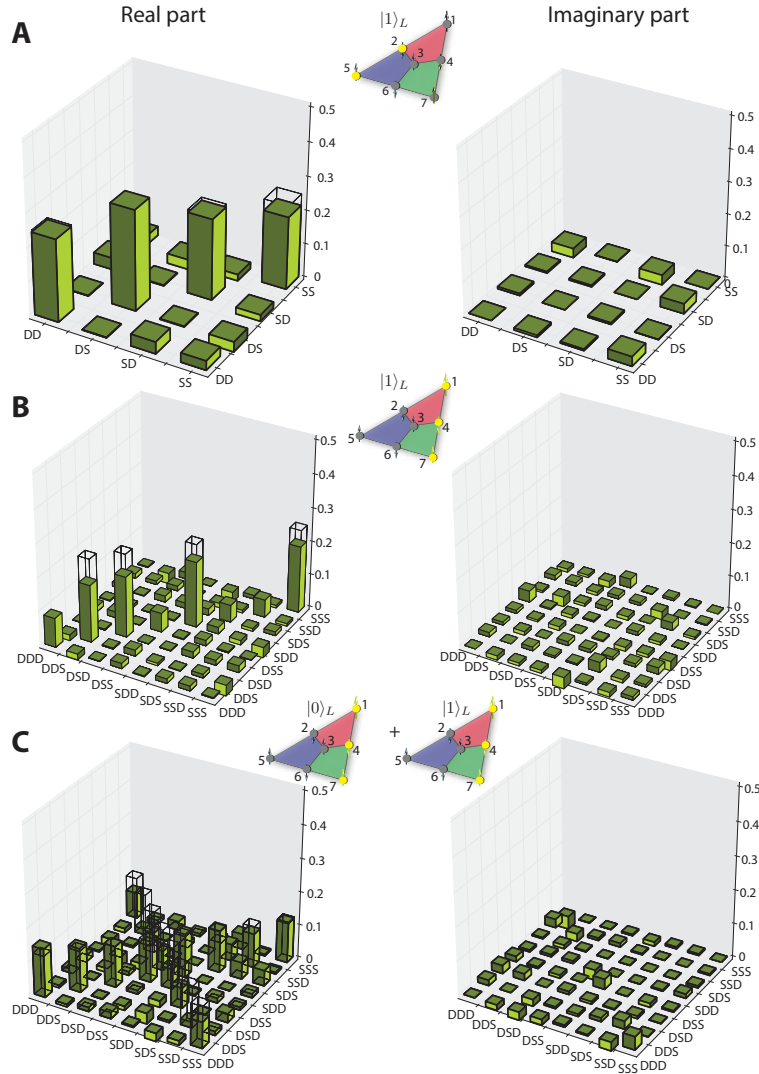 Real part
Imaginary part
A
|1⟩L
1
2
3
4
5
6
7
0.5
0.4
0.3
0.2
0.1
0
DD
DS
SD
SS
DD
DS
SD
SS
0.5
0.4
0.3
0.2
0.1
0
DD
DS
SD
SS
DD
DS
SD
SS
B
|1⟩L
1
2
3
4
5
6
7
0.5
0.4
0.3
0.2
0.1
0
DDD
DDS
DSD
DSS
SDD
SDS
SSD
SSS
DDD
DDS
DSD
DSD
SDD
SDS
SSD
SSS
0.5
0.4
0.3
0.2
0.1
0
DDD
DDS
DSD
DSS
SDD
SDS
SSD
SSS
DDD
DDS
DSD
DSD
SDD
SDS
SSD
SSS
C
|0⟩L
1
2
3
4
5
6
7
+
|1⟩L
1
2
3
4
5
6
7
0.5
0.4
0.3
0.2
0.1
0
DDD
DDS
DSD
DSS
SDD
SDS
SSD
SSS
DDD
DDS
DSD
DSS
SDD
SDS
SSD
SSS
0.5
0.4
0.3
0.2
0.1
0
DDD
DDS
DSD
DSS
SDD
SDS
SSD
SSS
DDD
DDS
DSD
DSS
SDD
SDS
SSD
SSS